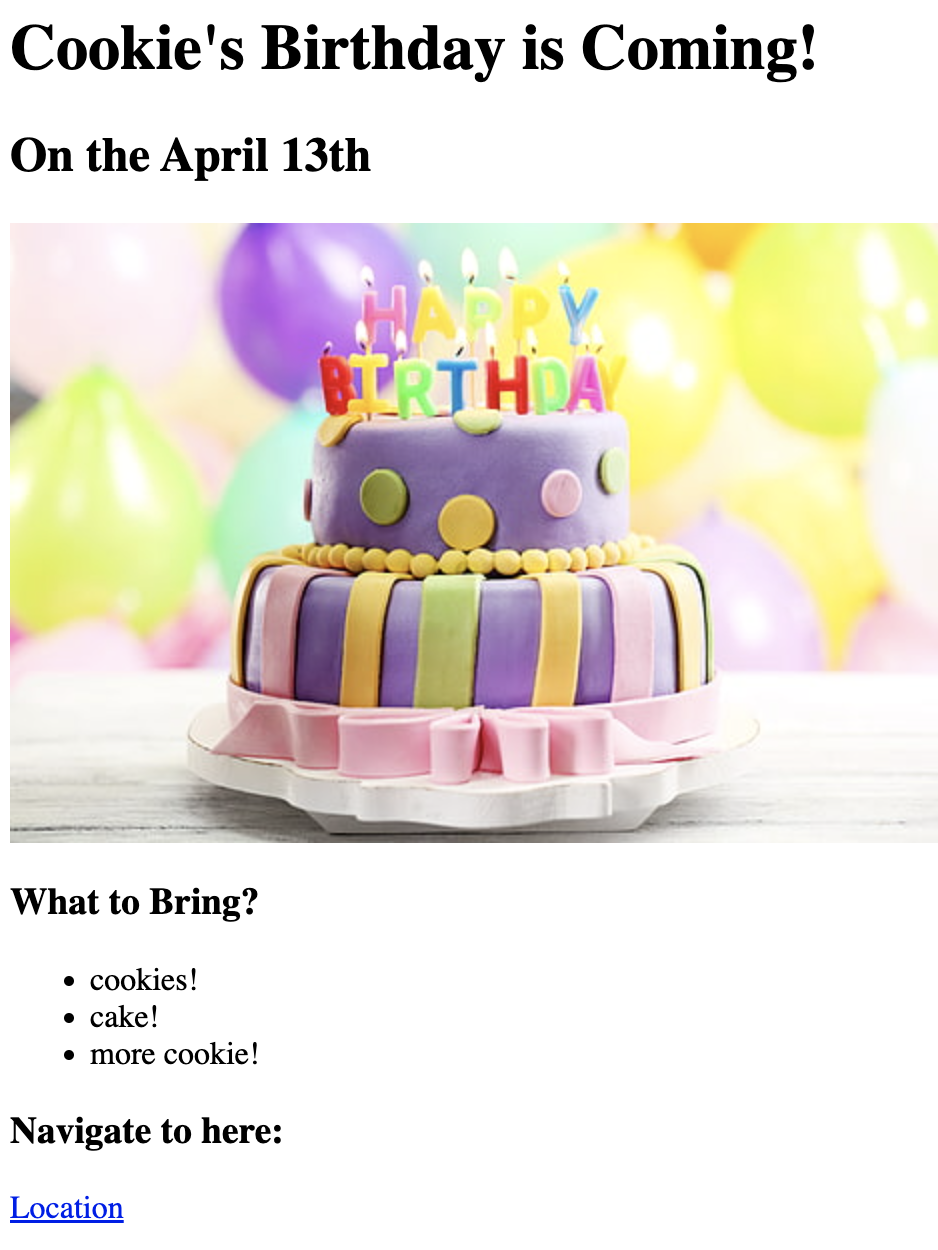 Cookie's Birthday is Coming!
On the April 13th
HAPPY
BIRTHDAY
What to Bring?
cookies!
cake!
more cookie!
Navigate to here:
Location